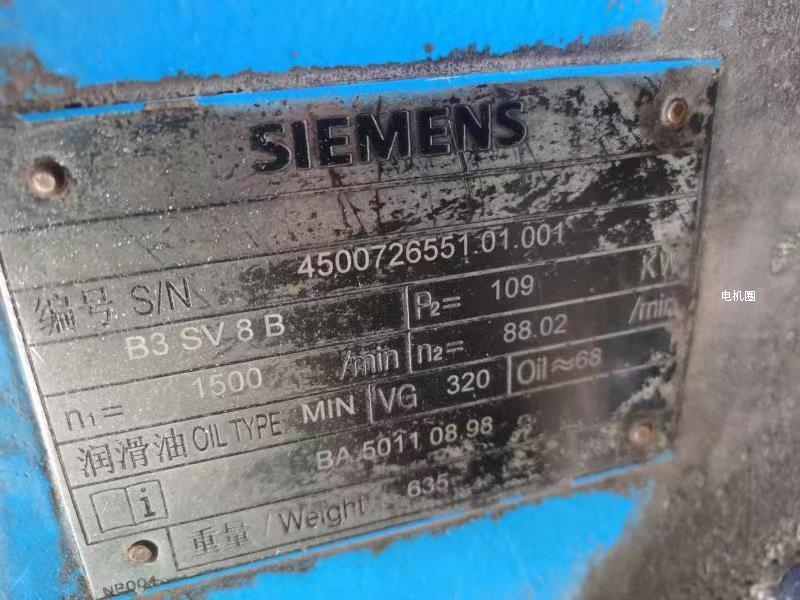 SIEMENS
编号 S/N 4500726551.01.001
B3 SV 8 B P₂= 109 KW
n₁= 1500 /min n₂= 88.02 /min
润滑油 OIL TYPE MIN VG 320 Oil≈68
i BA 5011 08.98
重量 / Weight 635
电机圈